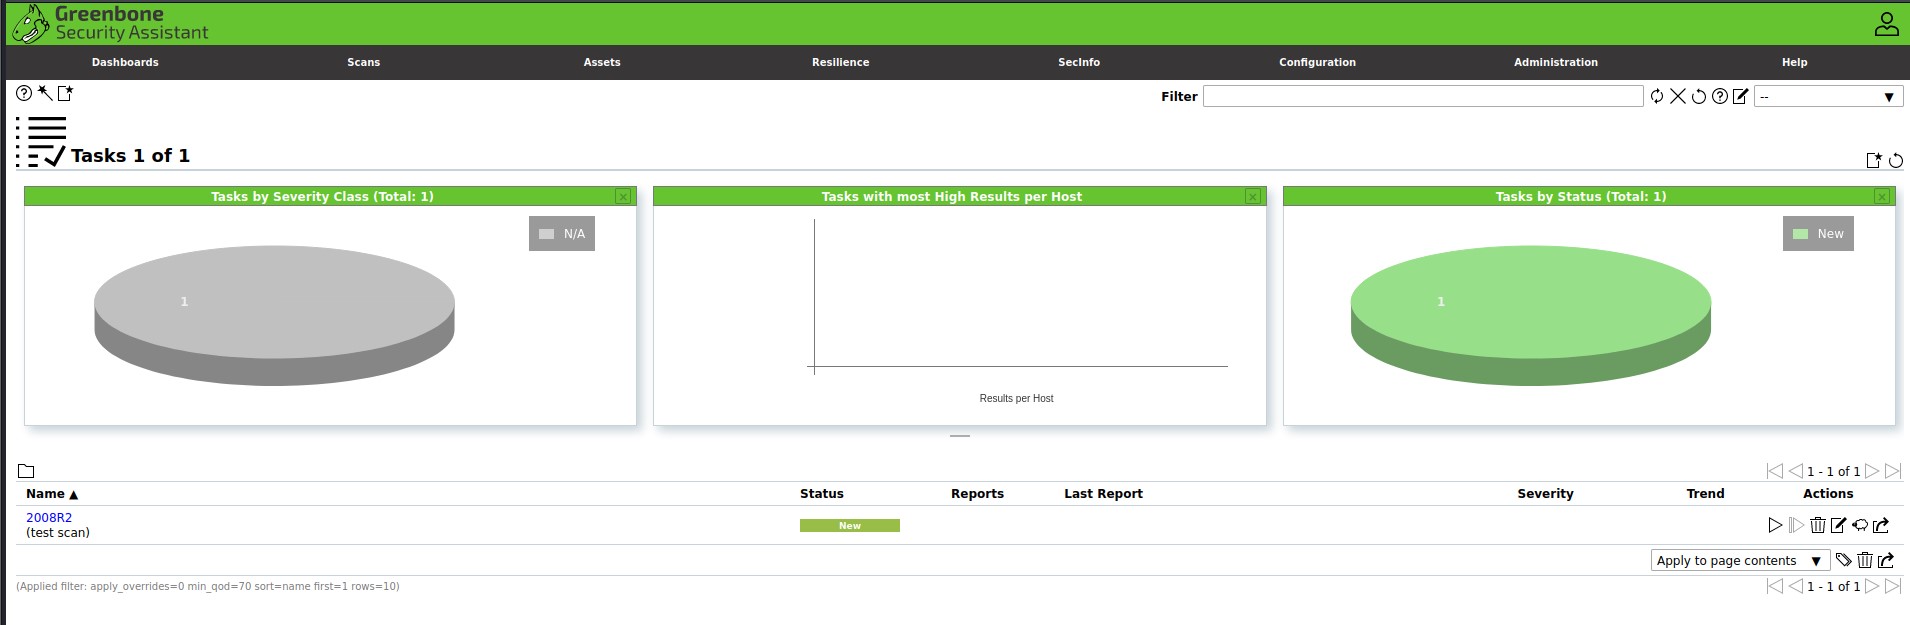 Greenbone
Security Assistant
Dashboards Scans Assets Resilience SecInfo Configuration Administration Help
Filter --
Tasks 1 of 1
Tasks by Severity Class (Total: 1)
N/A
1
Tasks with most High Results per Host
Results per Host
Tasks by Status (Total: 1)
New
1
1 - 1 of 1
Name ▲ Status Reports Last Report Severity Trend Actions
2008R2
(test scan)
New
Apply to page contents ▼
(Applied filter: apply_overrides=0 min_qod=70 sort=name first=1 rows=10)
1 - 1 of 1